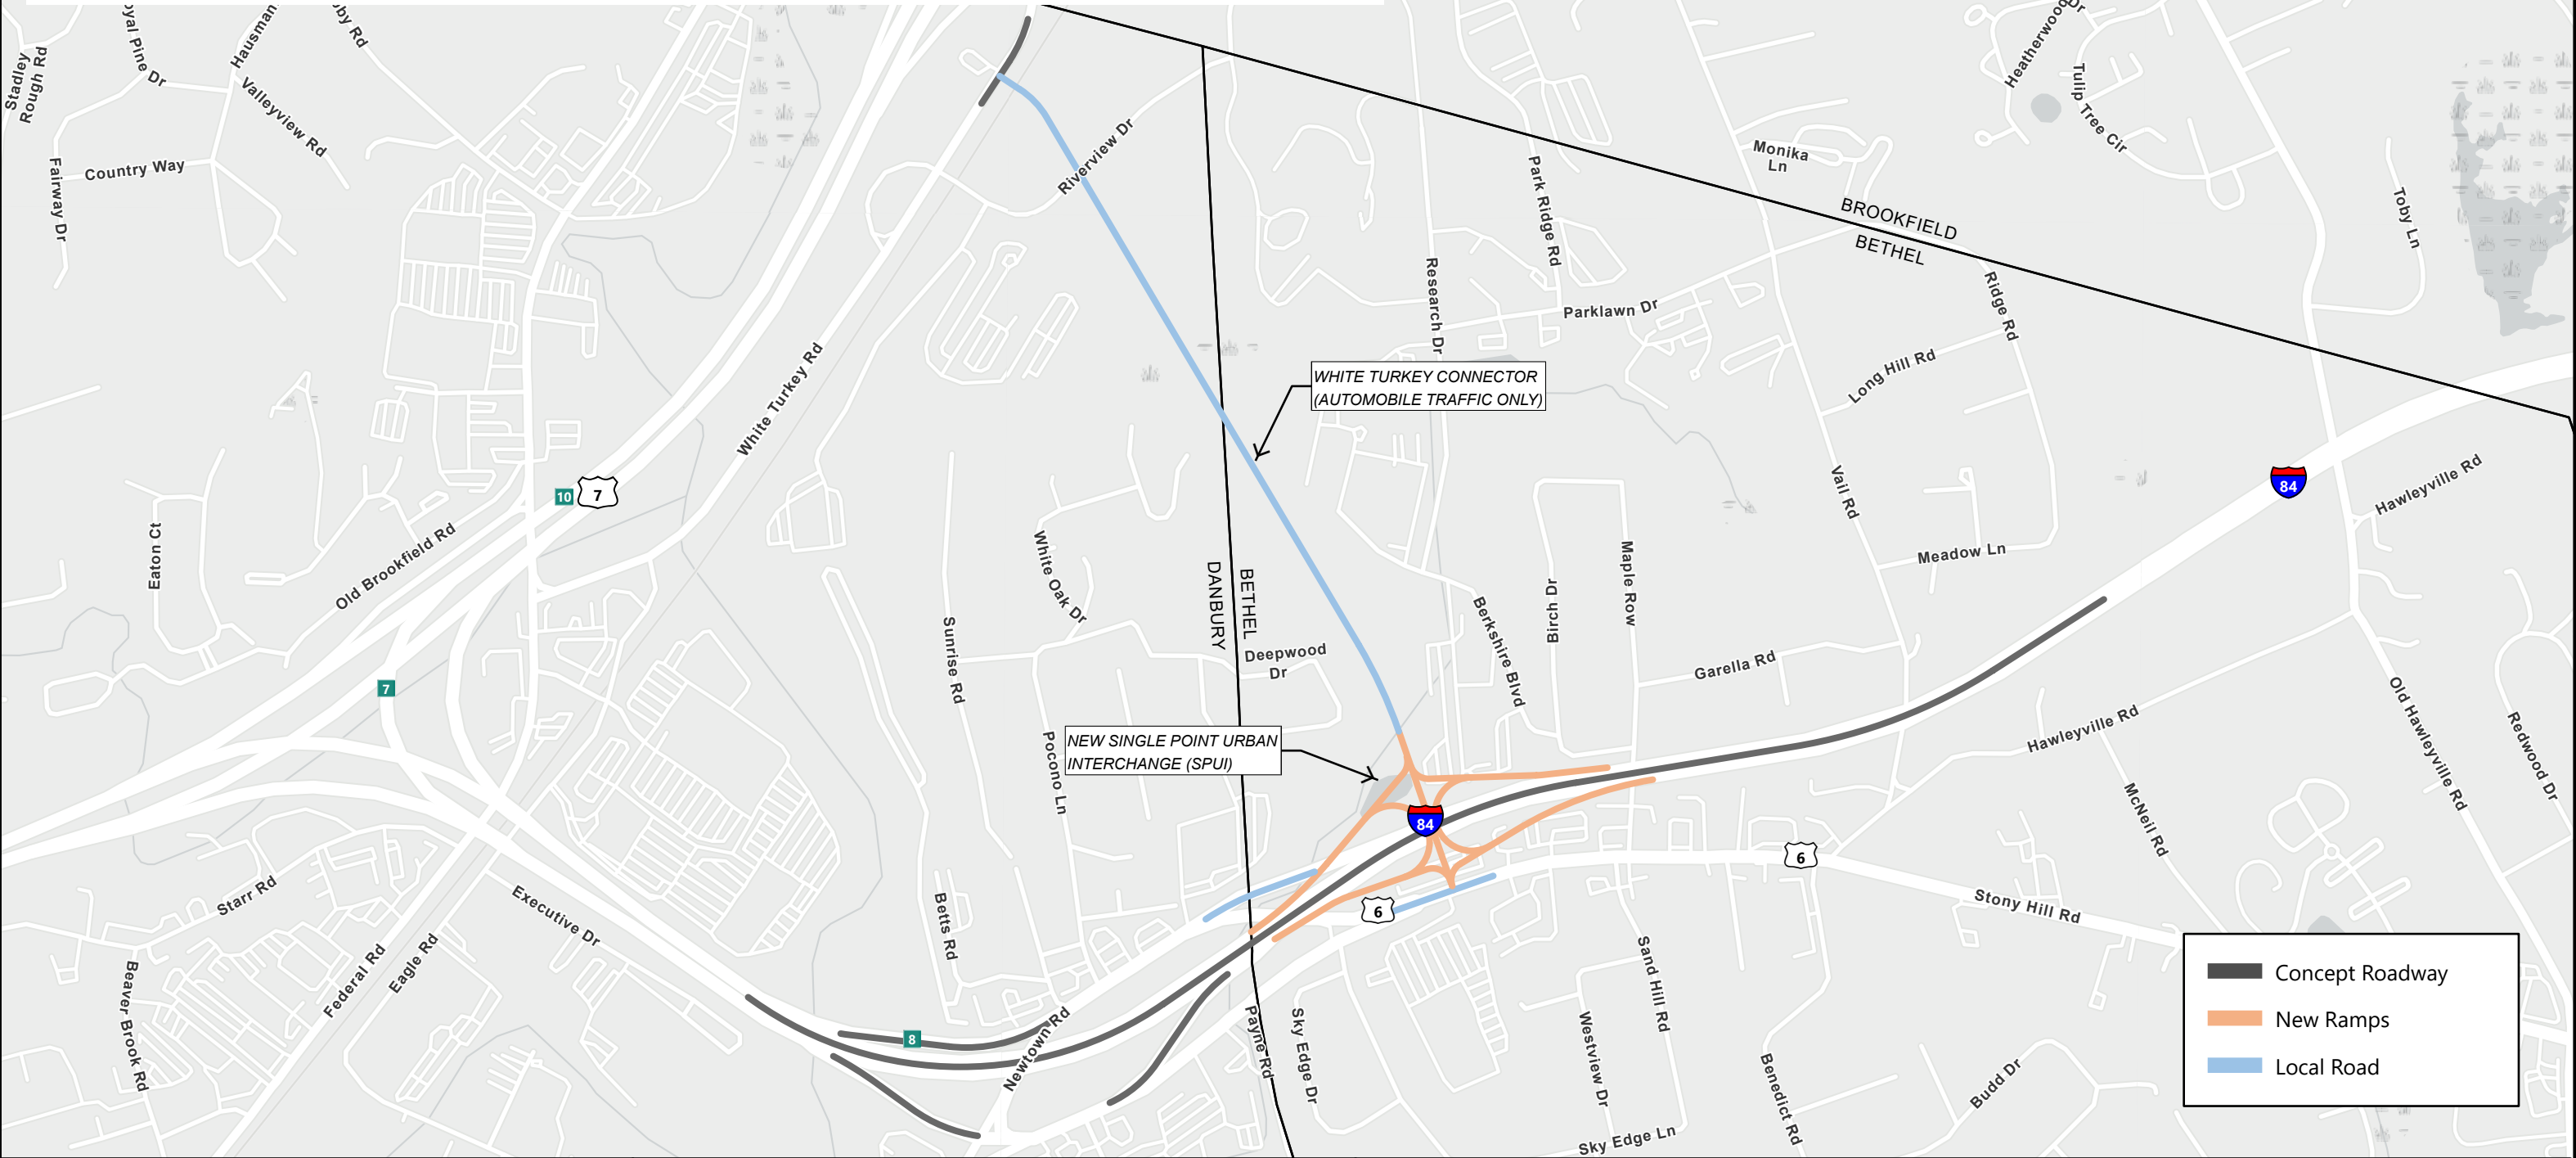 Stadley
Rough Rd
oyal Pine Dr
Hausman
oby Rd
Valleyview Rd
Country Way
Fairway Dr
Riverview Dr
Park Ridge Rd
Monika
Ln
Heatherwood Dr
Tulip Tree Cir
BROOKFIELD
BETHEL
Toby Ln
Research Dr
Parklawn Dr
Ridge Rd
Long Hill Rd
White Turkey Rd
WHITE TURKEY CONNECTOR
(AUTOMOBILE TRAFFIC ONLY)
10
7
Vail Rd
84
Hawleyville Rd
Eaton Ct
Old Brookfield Rd
White Oak Dr
DANBURY
BETHEL
Birch Dr
Maple Row
Meadow Ln
Berkshire Blvd
Sunrise Rd
Deepwood
Dr
Garella Rd
7
Old Hawleyville Rd
Redwood Dr
Hawleyville Rd
NEW SINGLE POINT URBAN
INTERCHANGE (SPUI)
Pocono Ln
84
McNeil Rd
6
Starr Rd
Executive Dr
Betts Rd
6
Stony Hill Rd
Federal Rd
Eagle Rd
Beaver Brook Rd
8
Newtown Rd
Payne Rd
Sky Edge Dr
Sand Hill Rd
Westview Dr
Benedict Rd
Budd Dr
Sky Edge Ln
Concept Roadway
New Ramps
Local Road